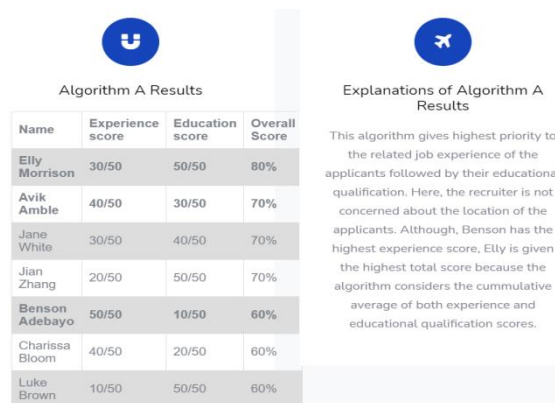 Algorithm A Results
Name Experience score Education score Overall Score
Elly Morrison 30/50 50/50 80%
Avik Amble 40/50 30/50 70%
Jane White 30/50 40/50 70%
Jian Zhang 20/50 50/50 70%
Benson Adebayo 50/50 10/50 60%
Charissa Bloom 40/50 20/50 60%
Luke Brown 10/50 50/50 60%
Explanations of Algorithm A
Results
This algorithm gives highest priority to
the related job experience of the
applicants followed by their educational
qualification. Here, the recruiter is not
concerned about the location of the
applicants. Although, Benson has the
highest experience score, Elly is given
the highest total score because the
algorithm considers the cummulative
average of both experience and
educational qualification scores.